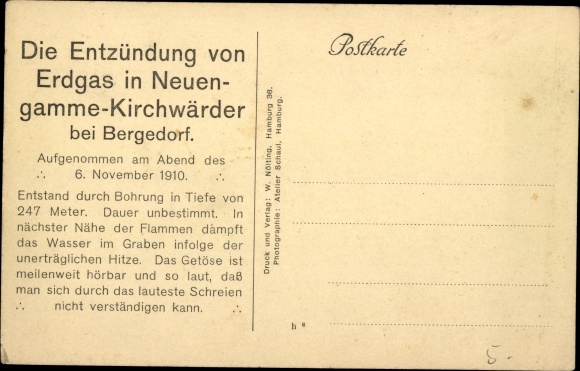 Die Entzündung von
Erdgas in Neuen-
gamme-Kirchwärder
bei Bergedorf.
Aufgenommen am Abend des
∴ 6. November 1910. ∴
Entstand durch Bohrung in Tiefe von
247 Meter. Dauer unbestimmt. In
nächster Nähe der Flammen dampft
das Wasser im Graben infolge der
unerträglichen Hitze. Das Getöse ist
meilenweit hörbar und so laut, daß
man sich durch das lauteste Schreien
∴ nicht verständigen kann. ∴
Druck und Verlag: W. Nölting, Hamburg 36.
Photographie: Atelier Schaul, Hamburg.
Postkarte
h 8
5.-